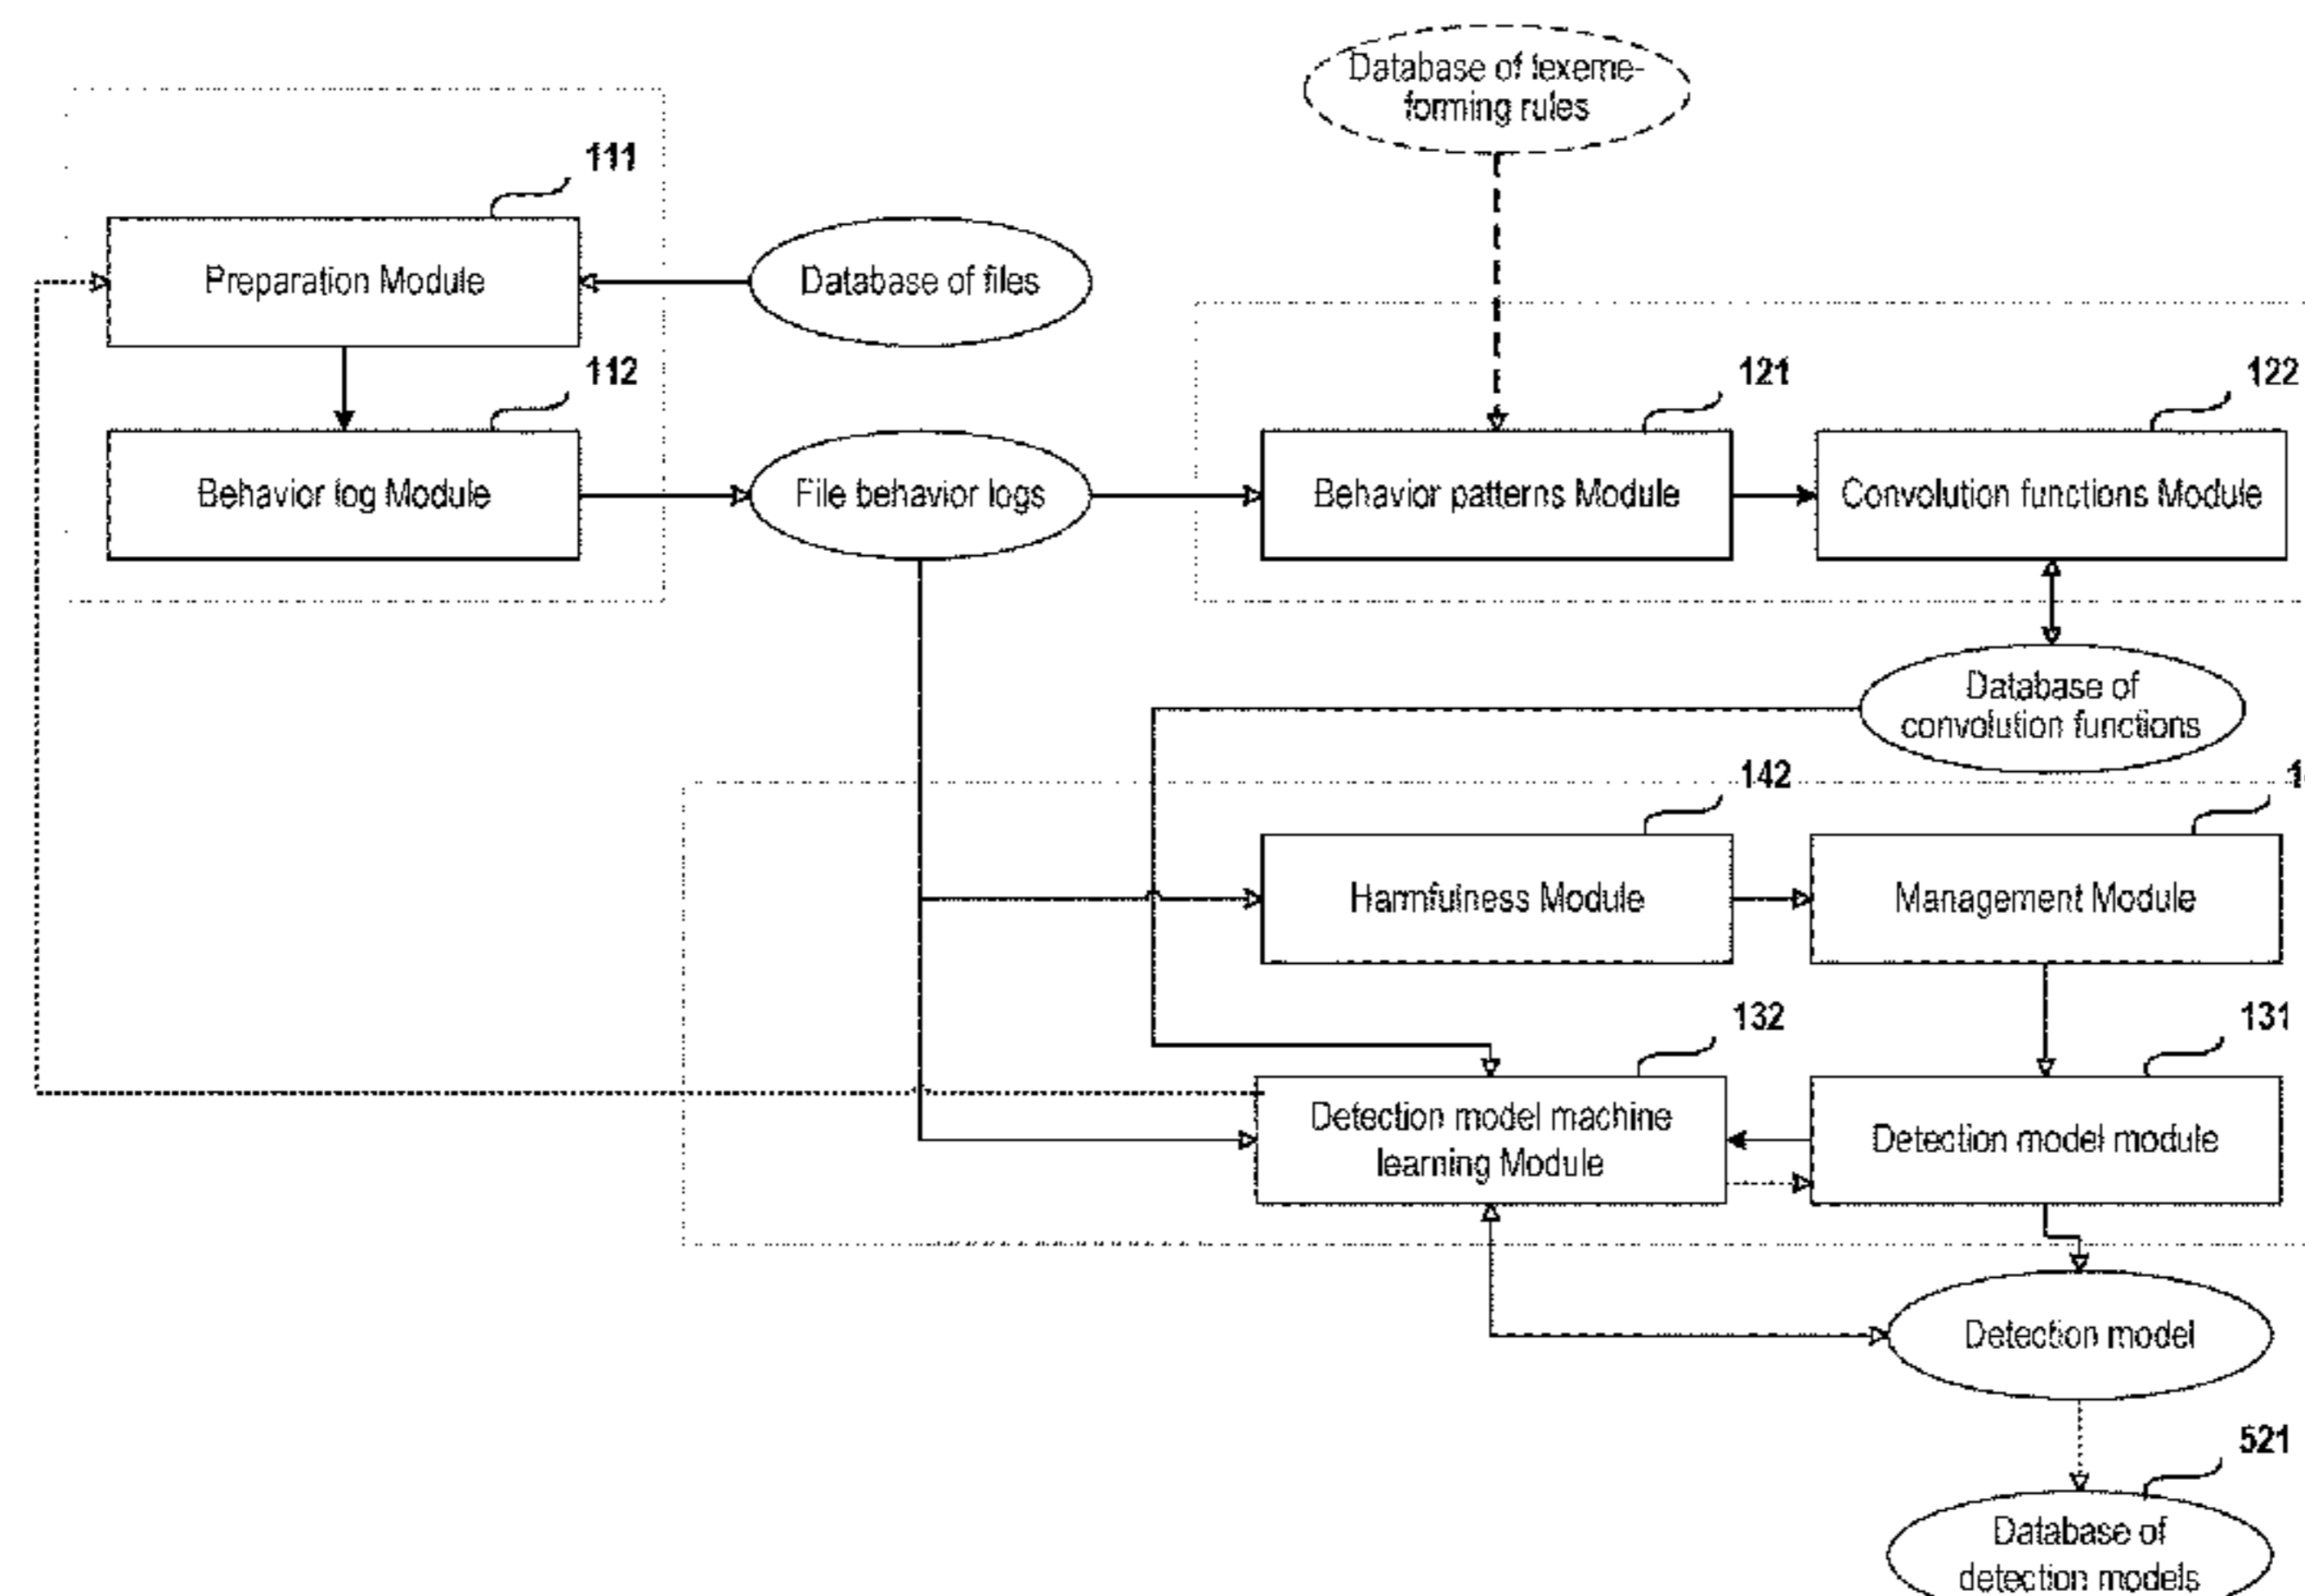 Database of lexeme-
forming rules
111
Preparation Module
Database of files
112
121
122
Behavior log Module
File behavior logs
Behavior patterns Module
Convolution functions Module
Database of
convolution functions
142
Harmfulness Module
Management Module
132
131
Detection model machine
learning Module
Detection model module
Detection model
521
Database of
detection models